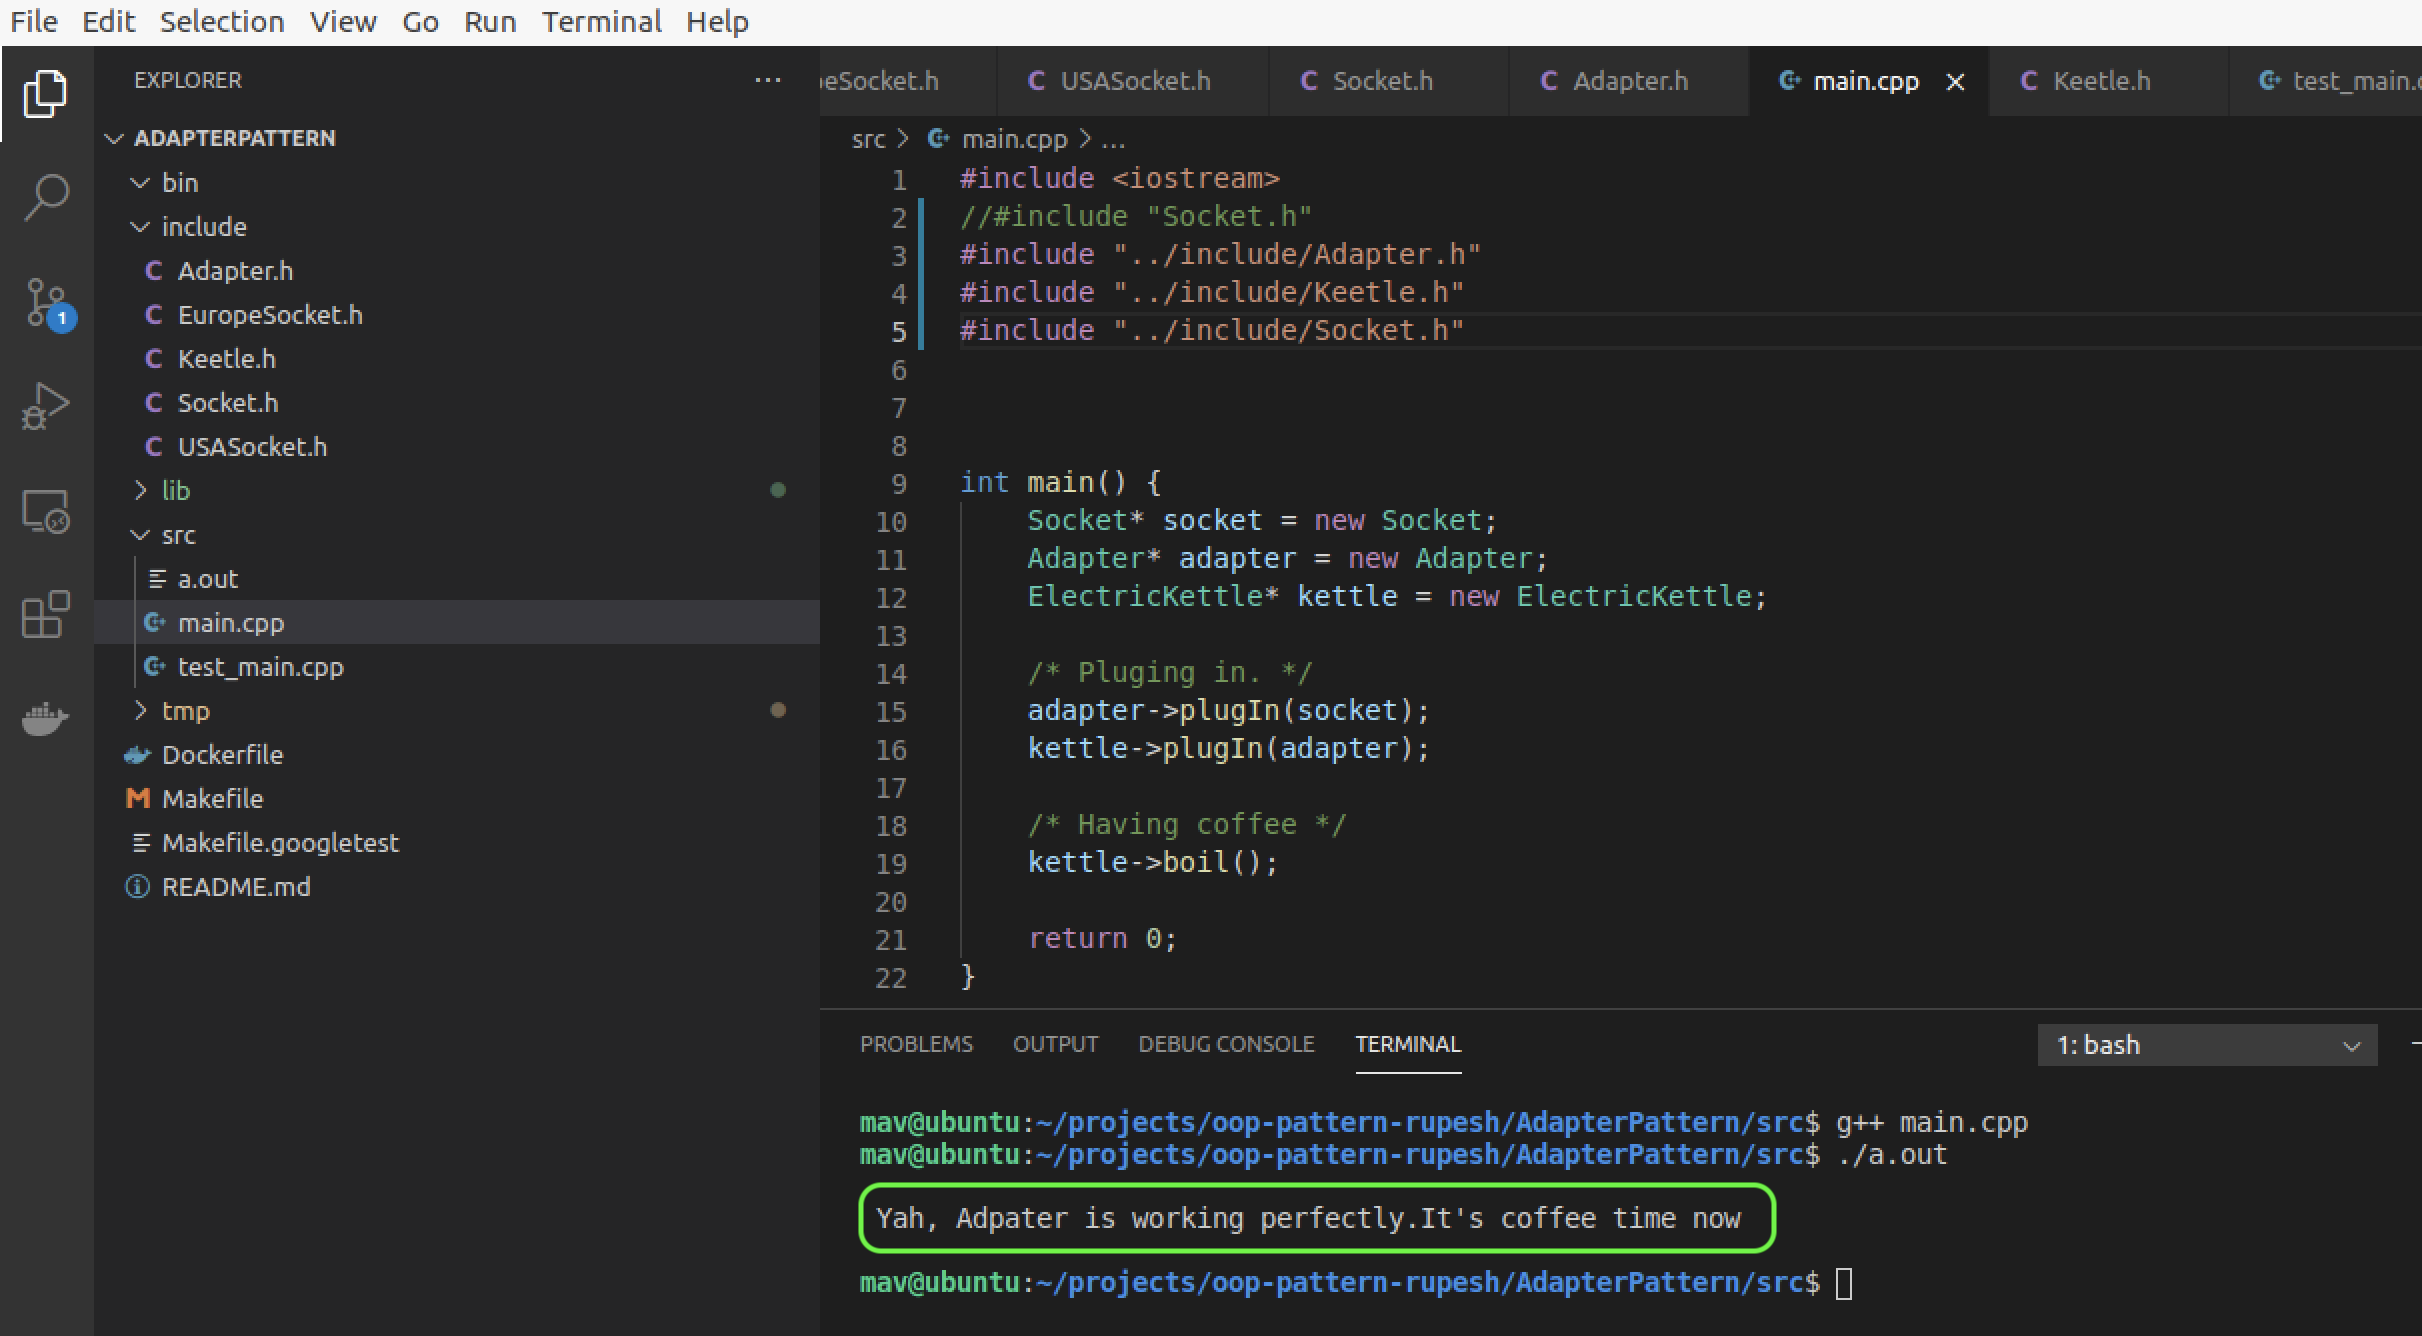 File Edit Selection View Go Run Terminal Help
EXPLORER ...
ADAPTERPATTERN
bin
include
C Adapter.h
C EuropeSocket.h
C Keetle.h
C Socket.h
C USASocket.h
lib
src
a.out
main.cpp
test_main.cpp
tmp
Dockerfile
M Makefile
Makefile.googletest
README.md
1
eSocket.h C USASocket.h C Socket.h C Adapter.h main.cpp C Keetle.h test_main.
src > main.cpp > ...
1 #include <iostream>
2 //#include "Socket.h"
3 #include "../include/Adapter.h"
4 #include "../include/Keetle.h"
5 #include "../include/Socket.h"
6
7
8
9 int main() {
10 Socket* socket = new Socket;
11 Adapter* adapter = new Adapter;
12 ElectricKettle* kettle = new ElectricKettle;
13
14 /* Pluging in. */
15 adapter->plugIn(socket);
16 kettle->plugIn(adapter);
17
18 /* Having coffee */
19 kettle->boil();
20
21 return 0;
22 }
PROBLEMS OUTPUT DEBUG CONSOLE TERMINAL 1: bash
mav@ubuntu:~/projects/oop-pattern-rupesh/AdapterPattern/src$ g++ main.cpp
mav@ubuntu:~/projects/oop-pattern-rupesh/AdapterPattern/src$ ./a.out
Yah, Adpater is working perfectly.It's coffee time now
mav@ubuntu:~/projects/oop-pattern-rupesh/AdapterPattern/src$